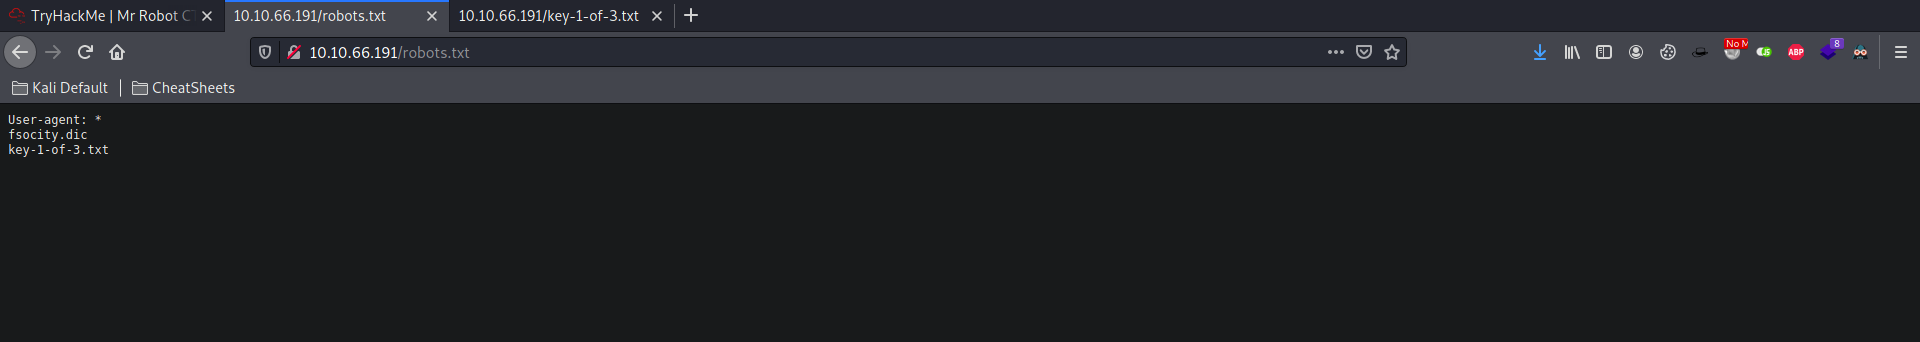 TryHackMe | Mr Robot C
10.10.66.191/robots.txt
10.10.66.191/key-1-of-3.txt
10.10.66.191/robots.txt
No M
JS
ABP
8
Kali Default
CheatSheets
User-agent: *
fsocity.dic
key-1-of-3.txt